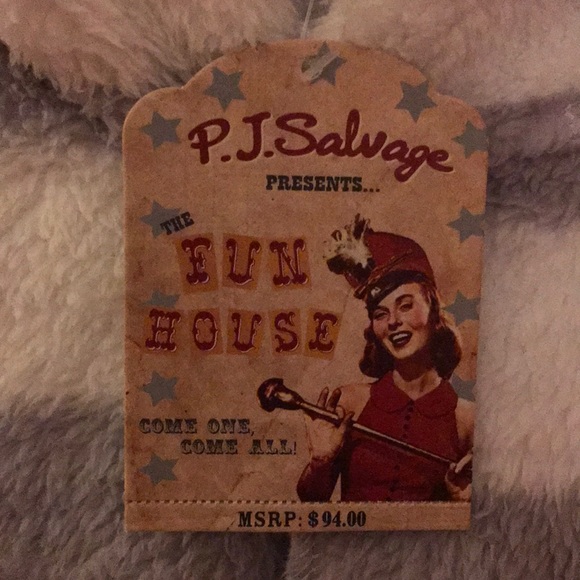 P.J.Salvage
PRESENTS...
THE
FUN
HOUSE
COME ONE,
COME ALL!
MSRP: $94.00